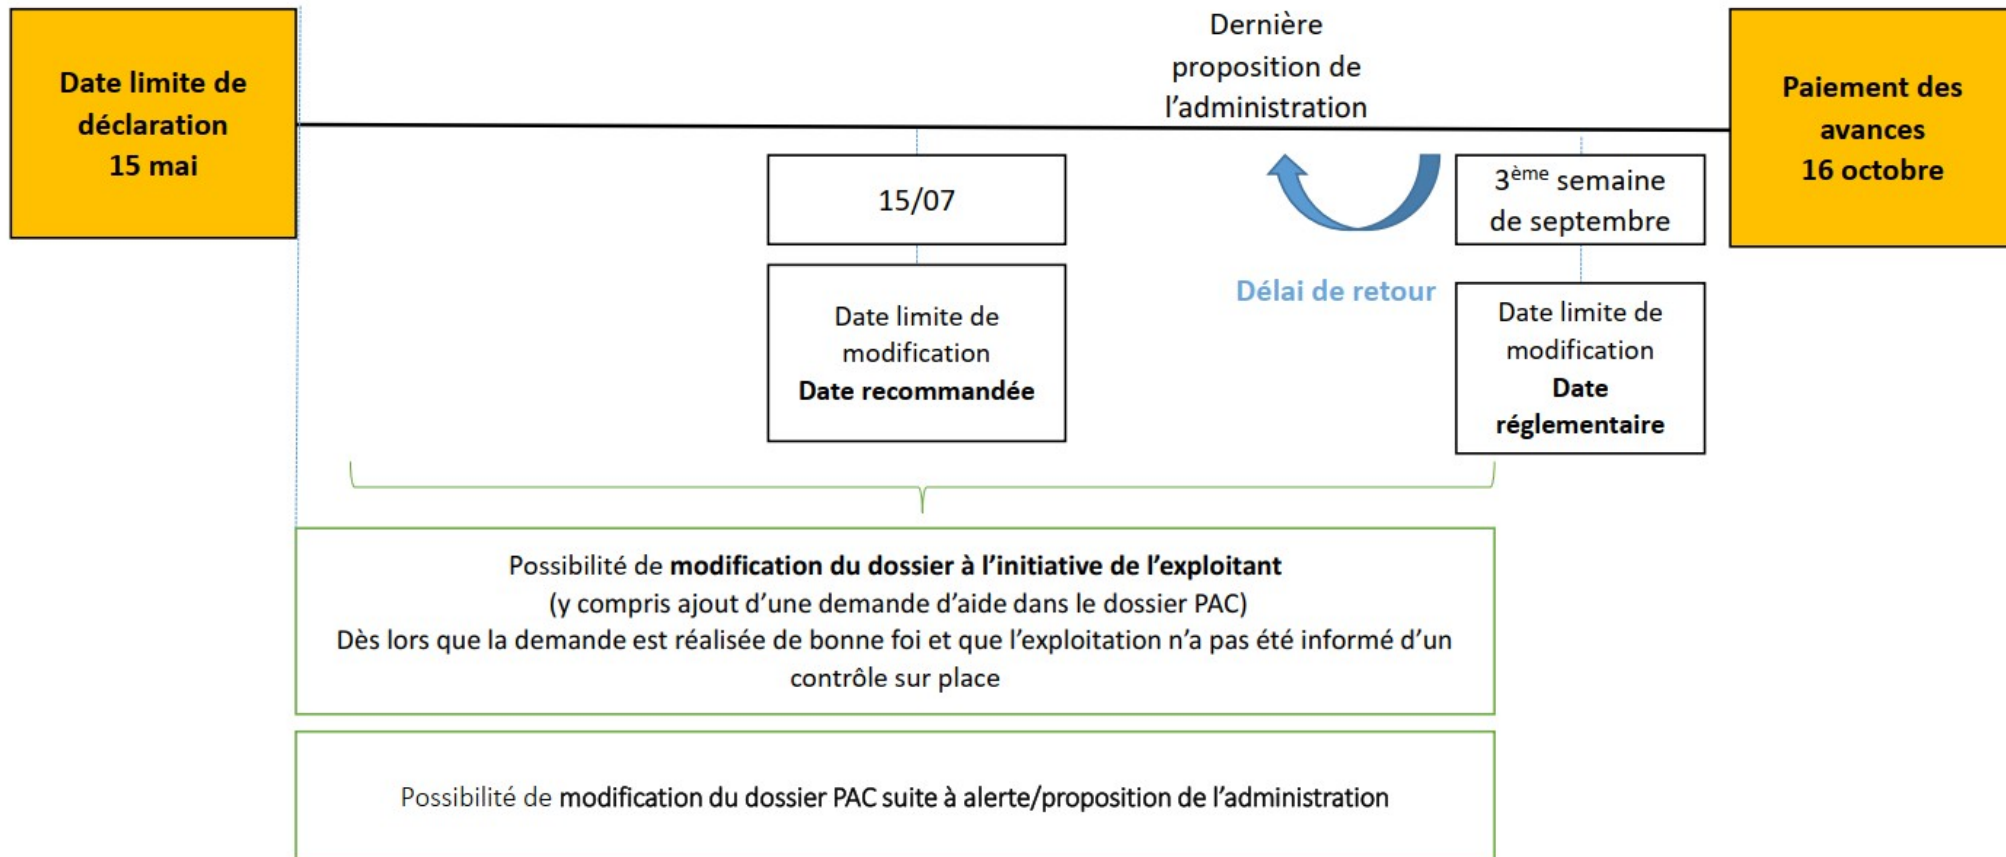 Date limite de
déclaration
15 mai
Dernière
proposition de
l’administration
Paiement des
avances
16 octobre
15/07
3ème semaine
de septembre
Délai de retour
Date limite de
modification
Date recommandée
Date limite de
modification
Date
réglementaire
Possibilité de modification du dossier à l’initiative de l’exploitant
(y compris ajout d’une demande d’aide dans le dossier PAC)
Dès lors que la demande est réalisée de bonne foi et que l’exploitation n’a pas été informé d’un
contrôle sur place
Possibilité de modification du dossier PAC suite à alerte/proposition de l’administration